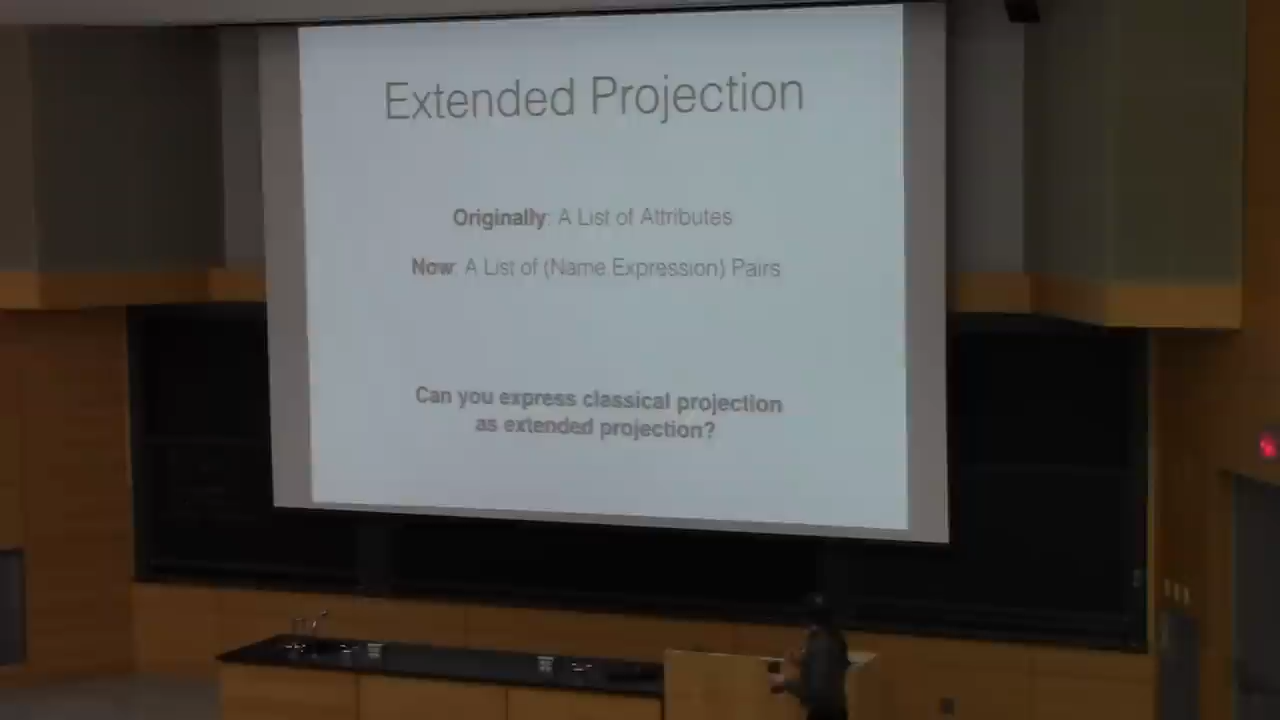 Extended Projection
Originally: A List of Attributes
Now: A List of (Name Expression) Pairs
Can you express classical projection
as extended projection?